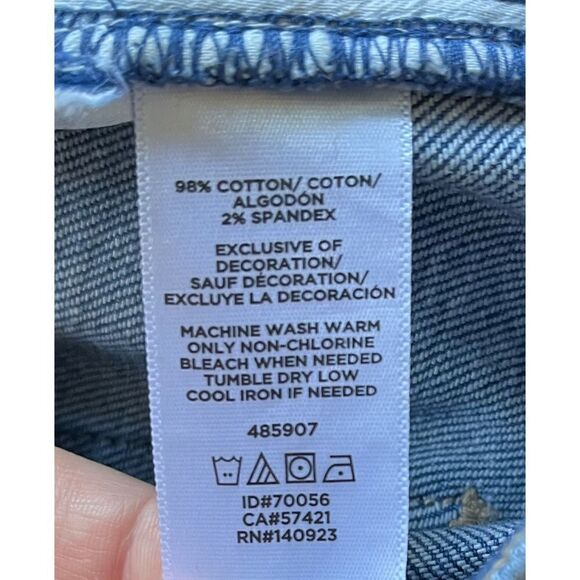 98% COTTON/ COTON/
ALGODÓN
2% SPANDEX
EXCLUSIVE OF
DECORATION/
SAUF DÉCORATION/
EXCLUYE LA DECORACIÓN
MACHINE WASH WARM
ONLY NON-CHLORINE
BLEACH WHEN NEEDED
TUMBLE DRY LOW
COOL IRON IF NEEDED
485907
ID#70056
CA#57421
RN#140923